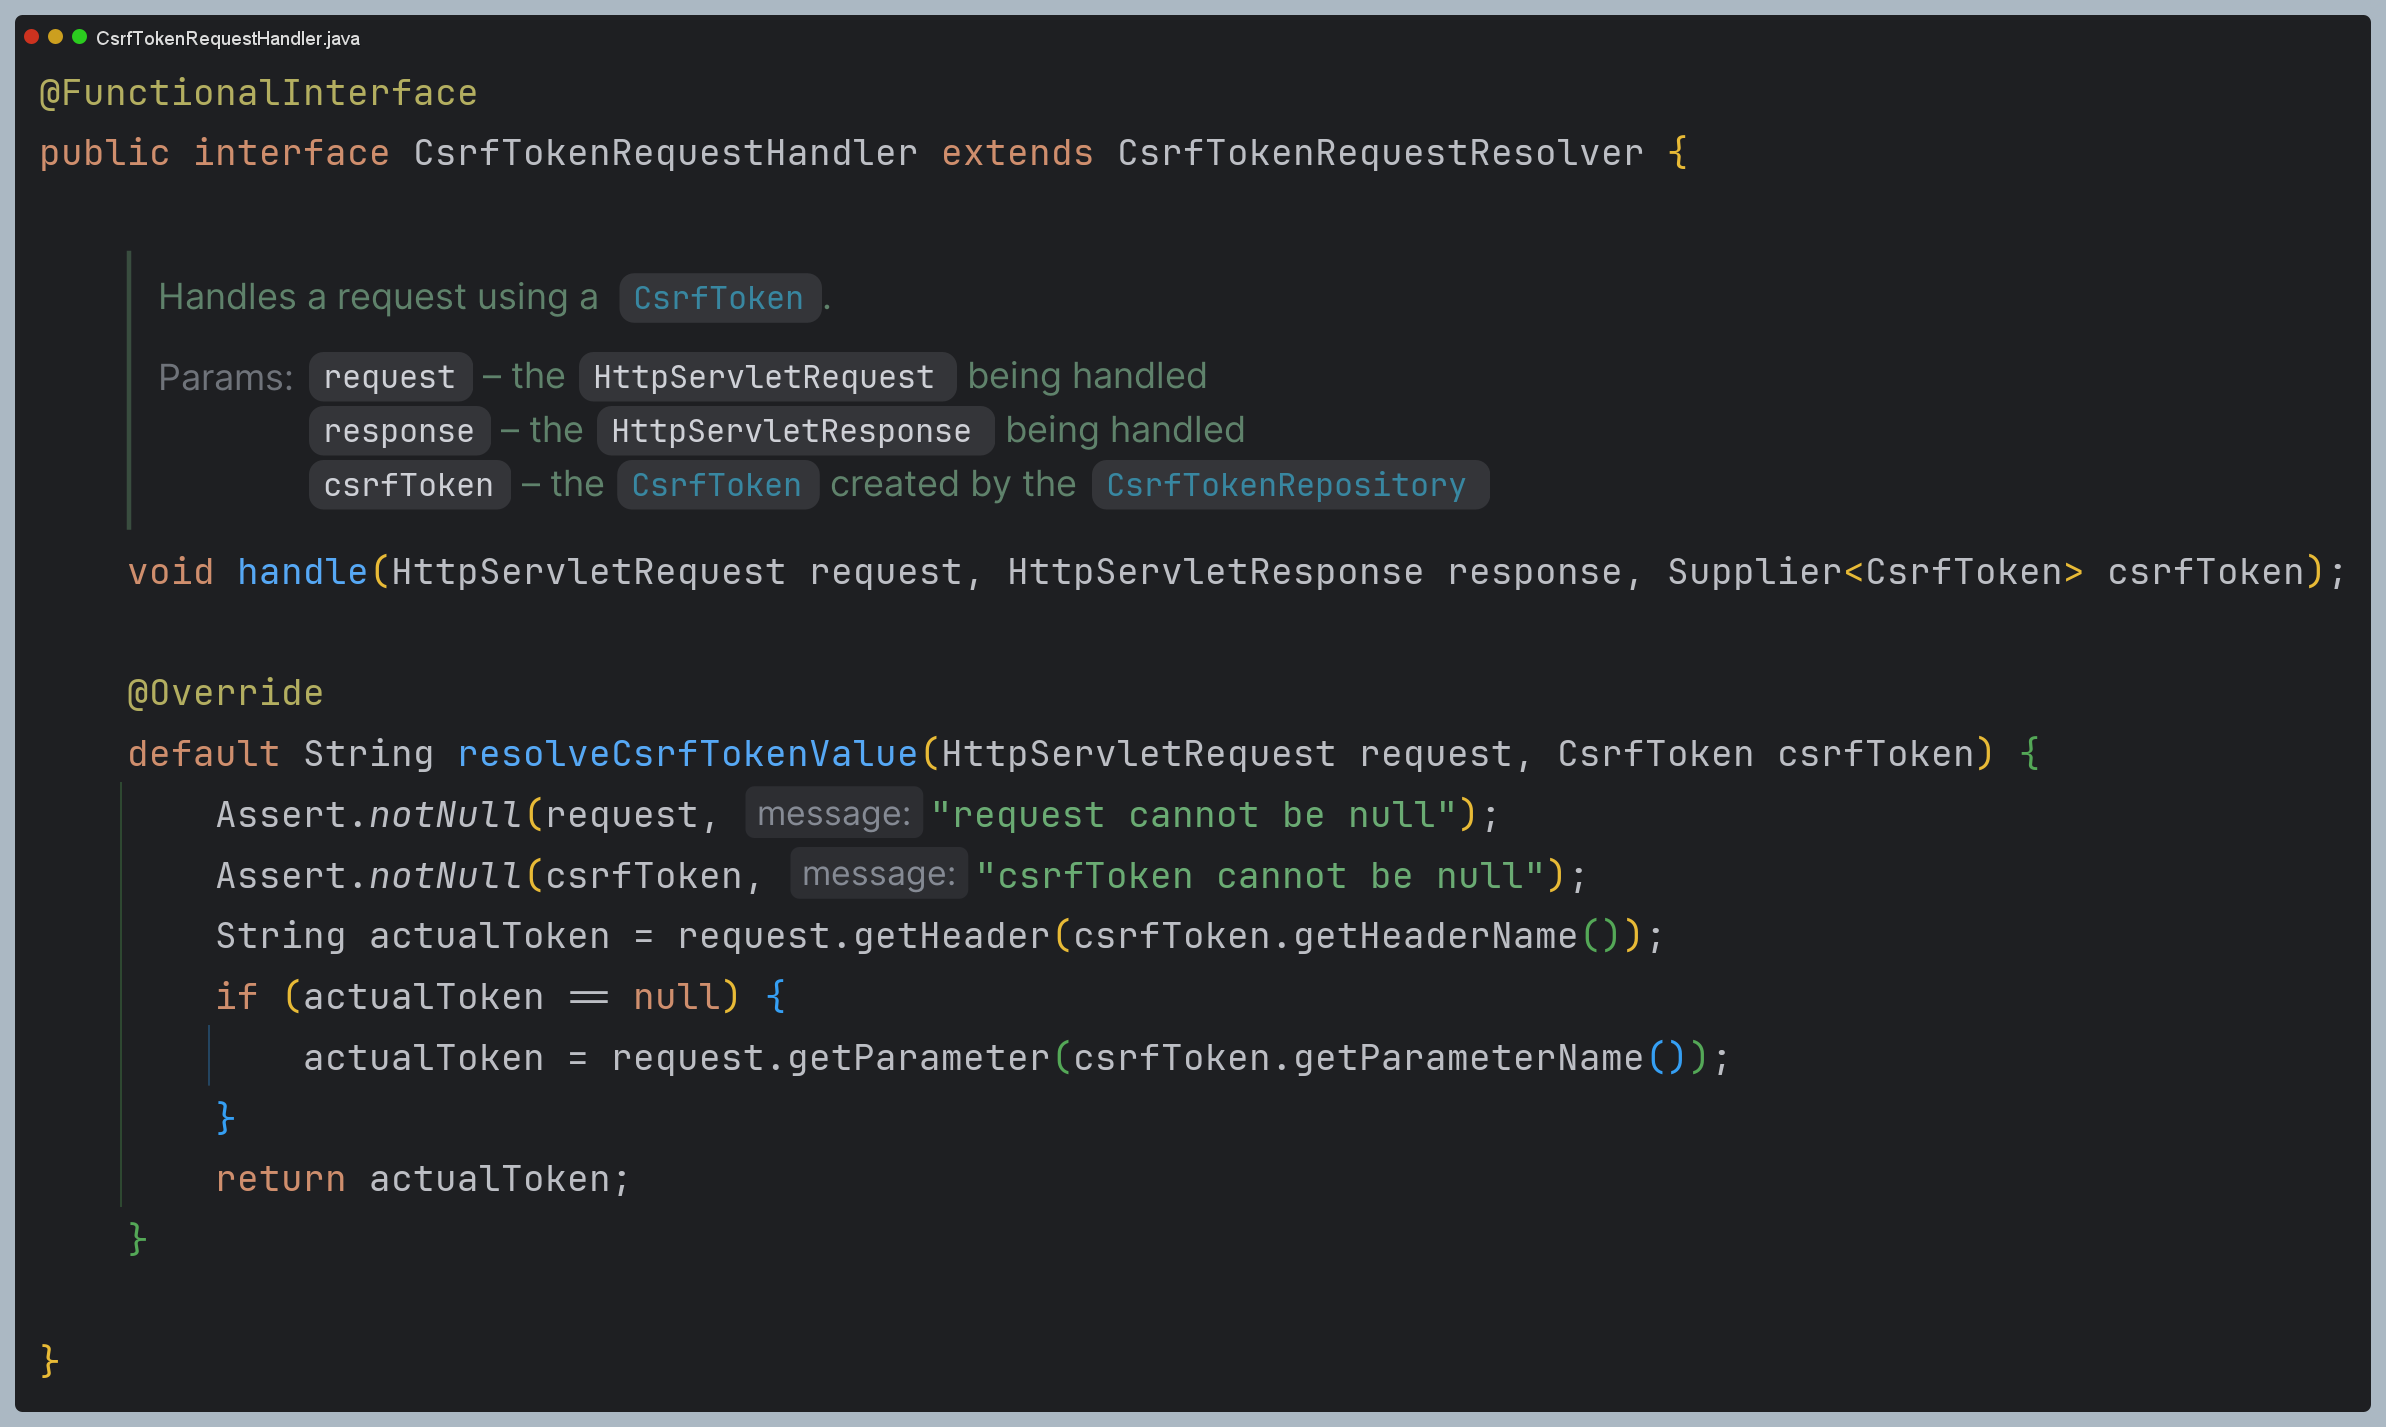 CsrfTokenRequestHandler.java
@FunctionalInterface
public interface CsrfTokenRequestHandler extends CsrfTokenRequestResolver {
Handles a request using a CsrfToken.
Params: request – the HttpServletRequest being handled
response – the HttpServletResponse being handled
csrfToken – the CsrfToken created by the CsrfTokenRepository
void handle(HttpServletRequest request, HttpServletResponse response, Supplier<CsrfToken> csrfToken);
@Override
default String resolveCsrfTokenValue(HttpServletRequest request, CsrfToken csrfToken) {
Assert.notNull(request, message: "request cannot be null");
Assert.notNull(csrfToken, message: "csrfToken cannot be null");
String actualToken = request.getHeader(csrfToken.getHeaderName());
if (actualToken == null) {
actualToken = request.getParameter(csrfToken.getParameterName());
}
return actualToken;
}
}